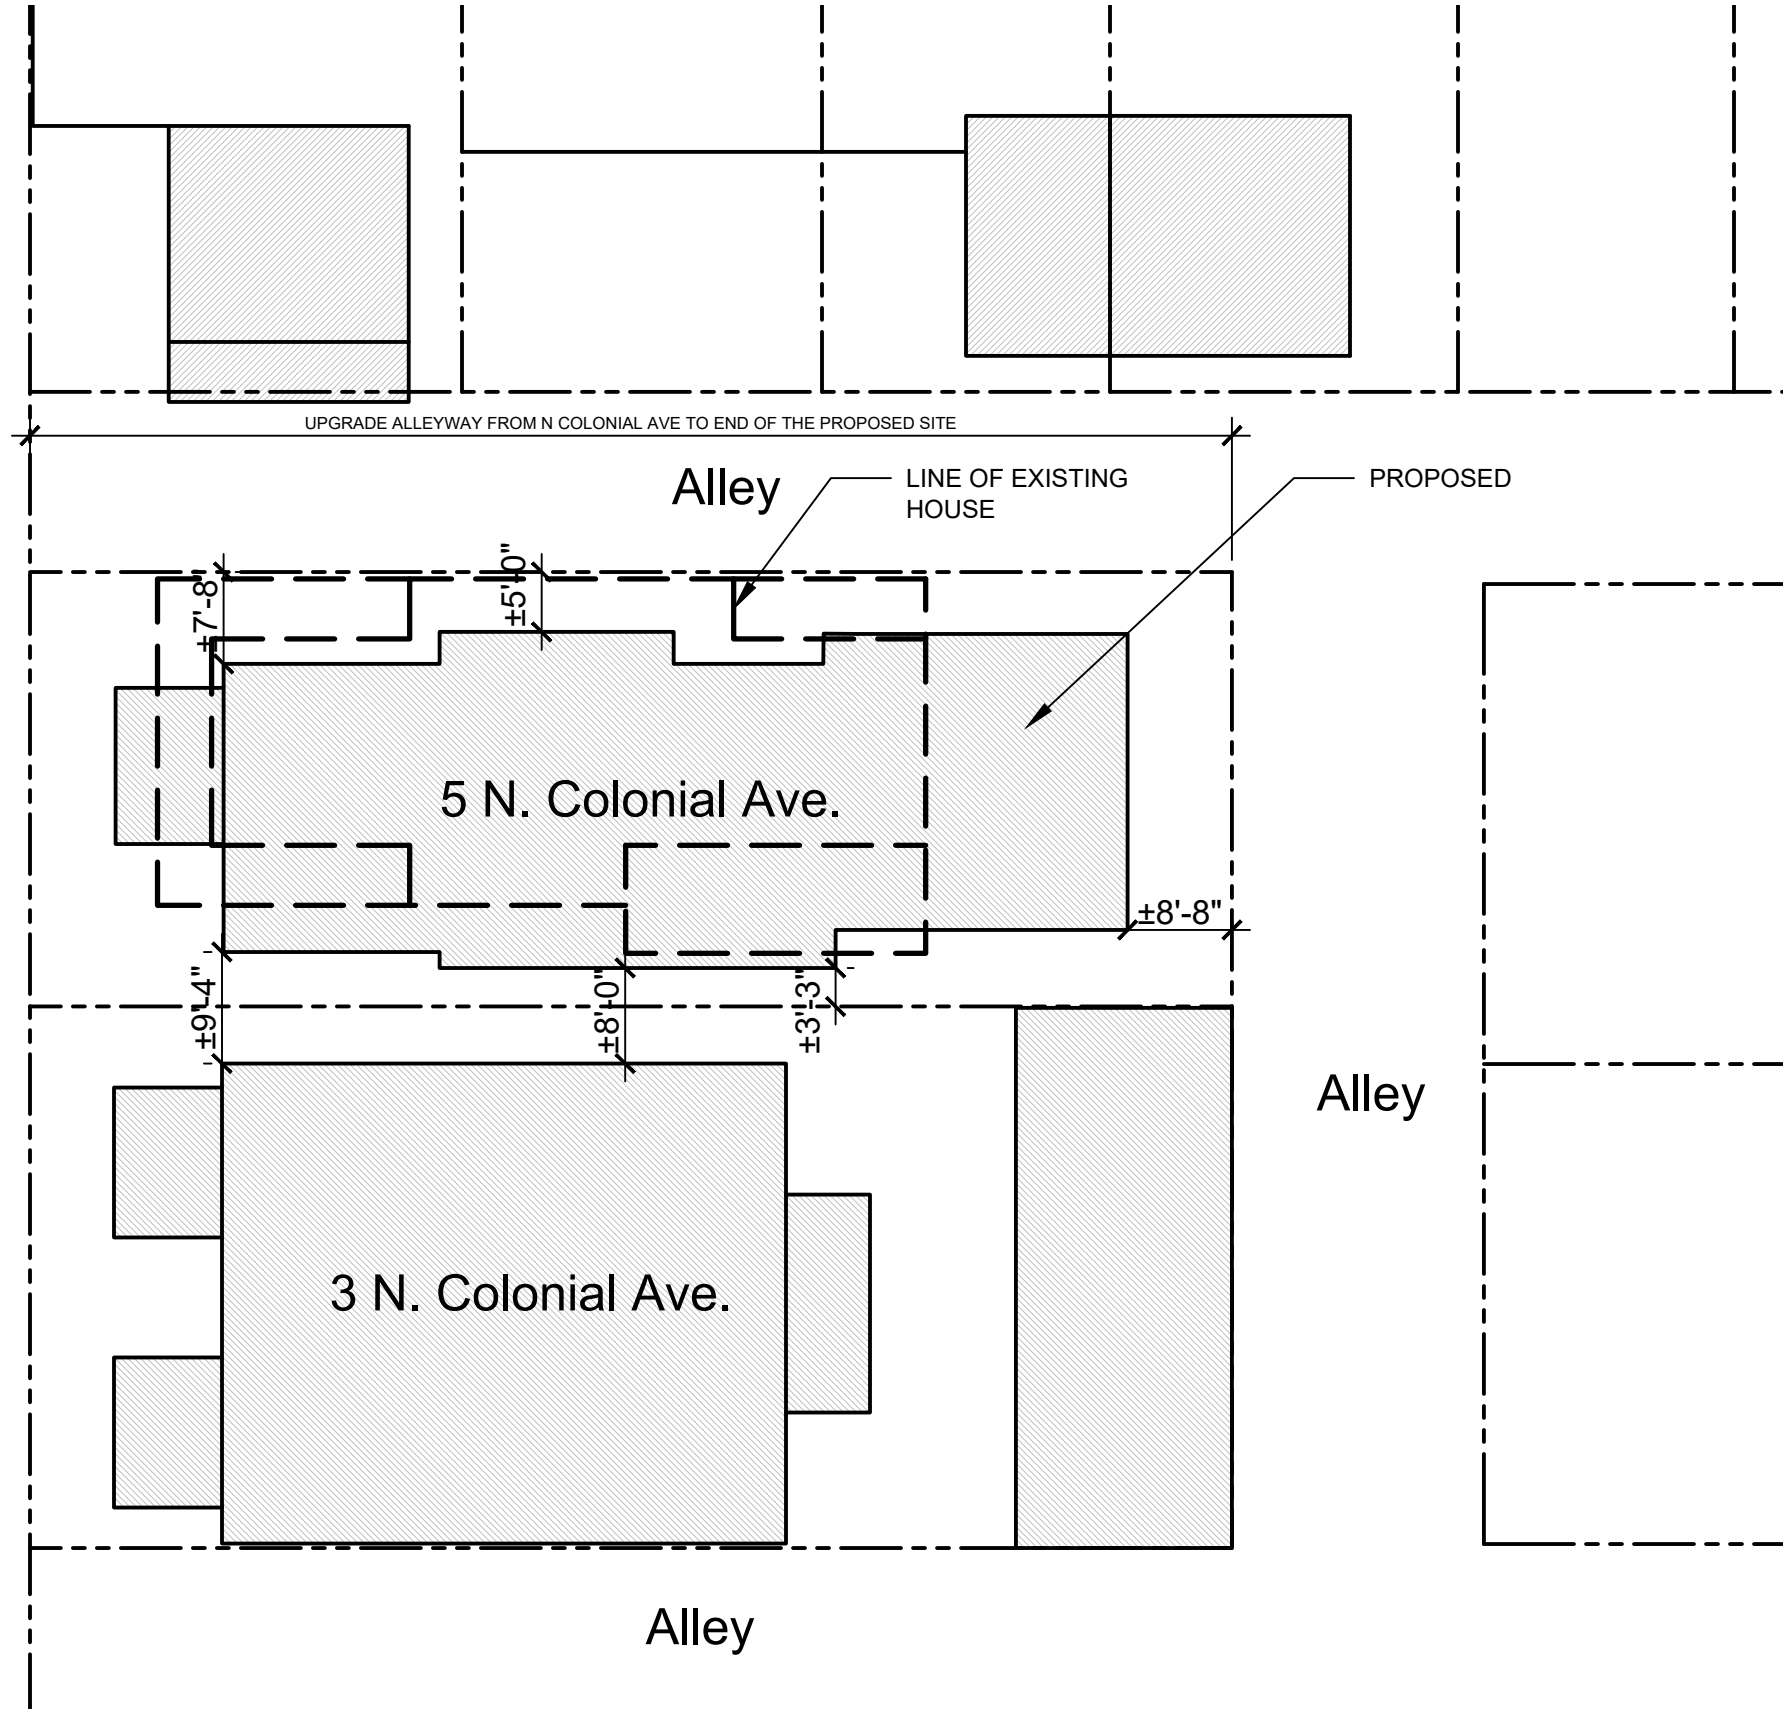 UPGRADE ALLEYWAY FROM N COLONIAL AVE TO END OF THE PROPOSED SITE
Alley
LINE OF EXISTING
HOUSE
PROPOSED
±7'-8"
±5'-0"
5 N. Colonial Ave.
±8'-8"
±9'-4"
±8'-0"
±3'-3"
Alley
3 N. Colonial Ave.
Alley